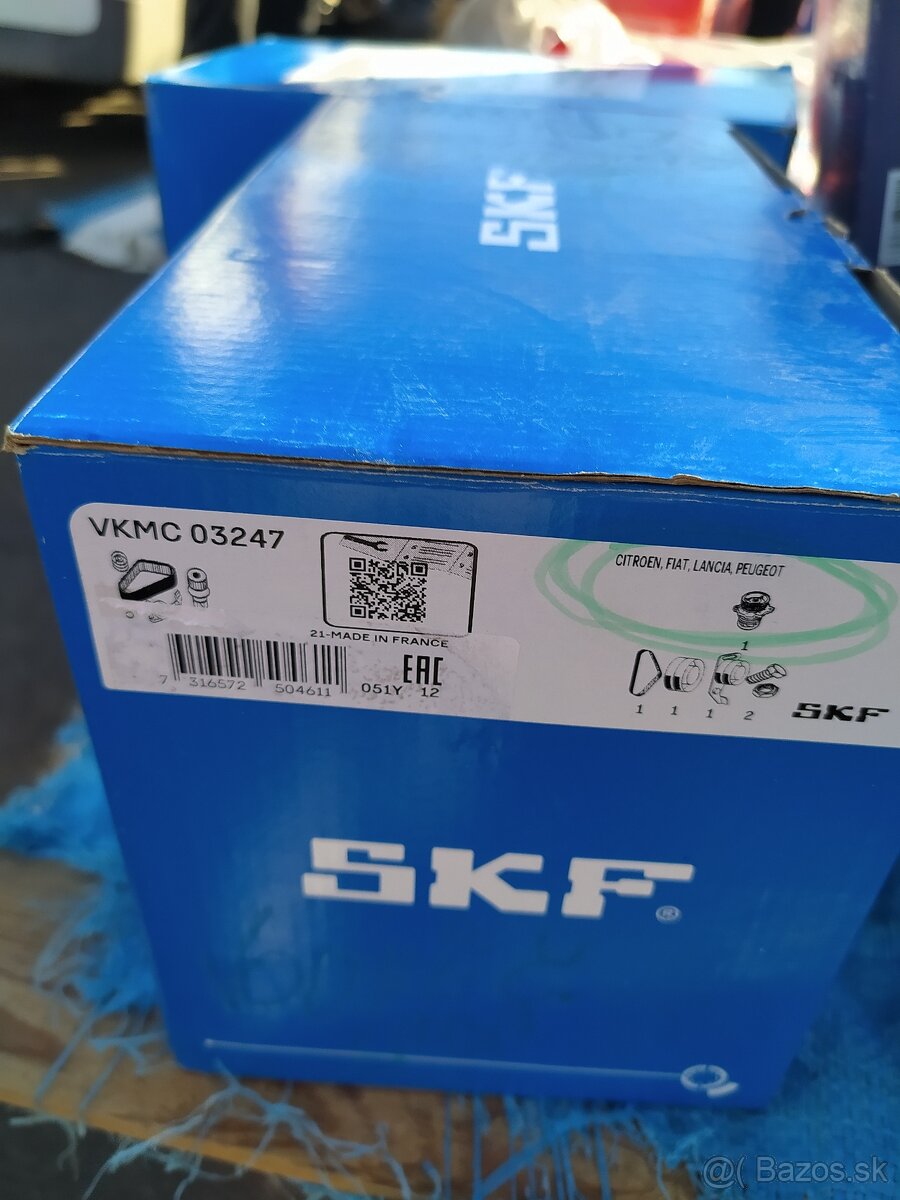 SKF
VKMC 03247
CITROEN, FIAT, LANCIA, PEUGEOT
1
21-MADE IN FRANCE
EAC
7 316572 504611 051Y 12
1 1 1 2 SKF
SKF®
@( Bazos.sk